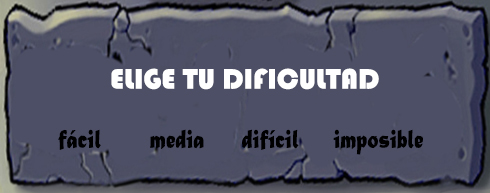 ELIGE TU DIFICULTAD
fácil media difícil imposible